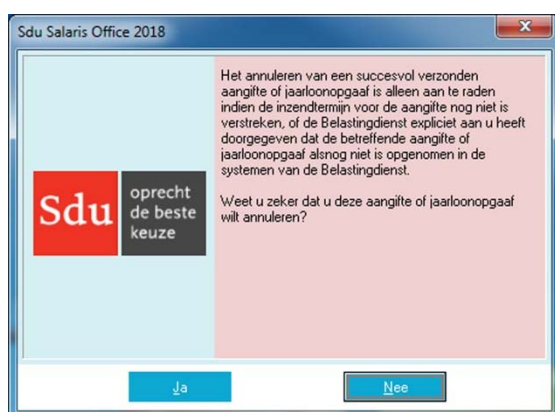 Sdu Salaris Office 2018
Het annuleren van een succesvol verzonden
aangifte of jaarloonopgaaf is alleen aan te raden
indien de inzendtermijn voor de aangifte nog niet is
verstreken, of de Belastingdienst expliciet aan u heeft
doorgegeven dat de betreffende aangifte of
jaarloonopgaaf alsnog niet is opgenomen in de
systemen van de Belastingdienst.
Weet u zeker dat u deze aangifte of jaarloonopgaaf
wilt annuleren?
Sdu
oprecht
de beste
keuze
Ja
Nee